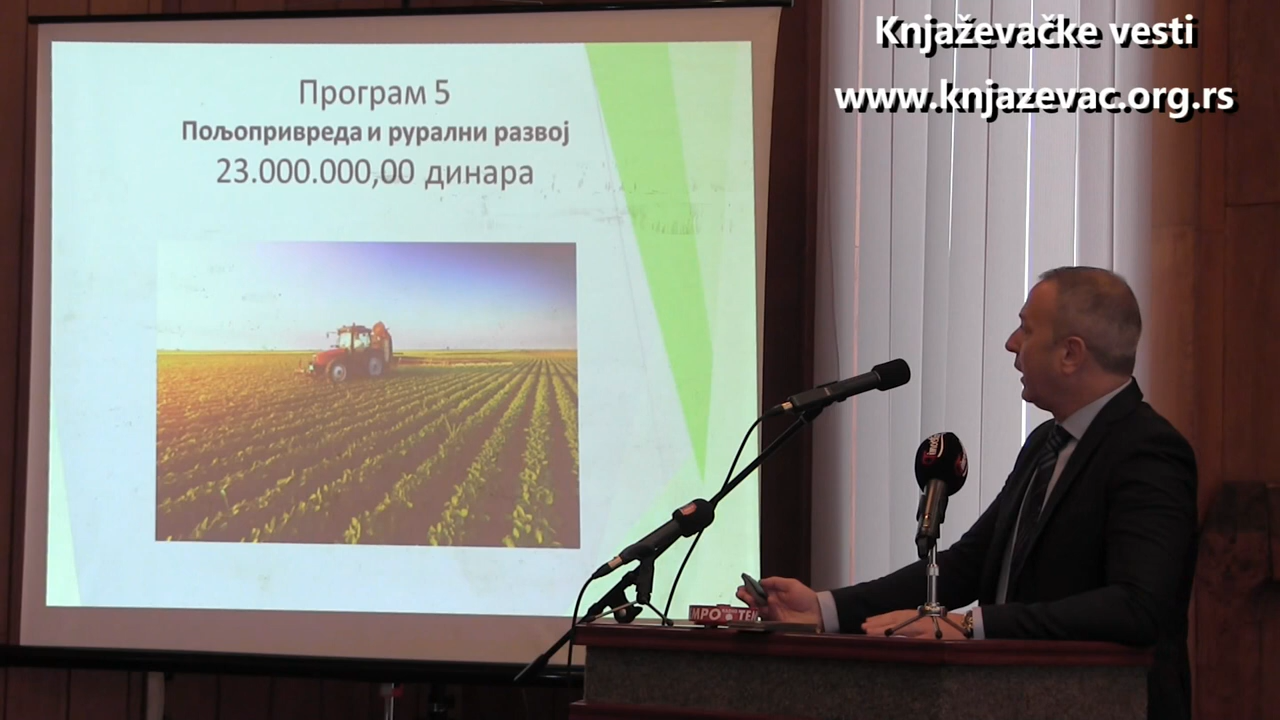 Knjaževačke vesti
www.knjazevac.org.rs
Програм 5
Пољопривреда и рурални развој
23.000.000,00 динара